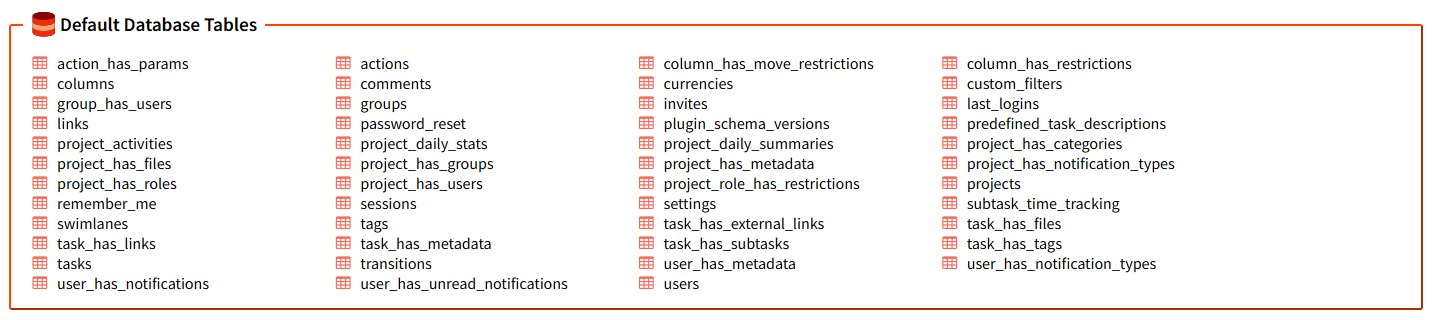 Default Database Tables
action_has_params actions column_has_move_restrictions column_has_restrictions
columns comments currencies custom_filters
group_has_users groups invites last_logins
links password_reset plugin_schema_versions predefined_task_descriptions
project_activities project_daily_stats project_daily_summaries project_has_categories
project_has_files project_has_groups project_has_metadata project_has_notification_types
project_has_roles project_has_users project_role_has_restrictions projects
remember_me sessions settings subtask_time_tracking
swimlanes tags task_has_external_links task_has_files
task_has_links task_has_metadata task_has_subtasks task_has_tags
tasks transitions user_has_metadata user_has_notification_types
user_has_notifications user_has_unread_notifications users